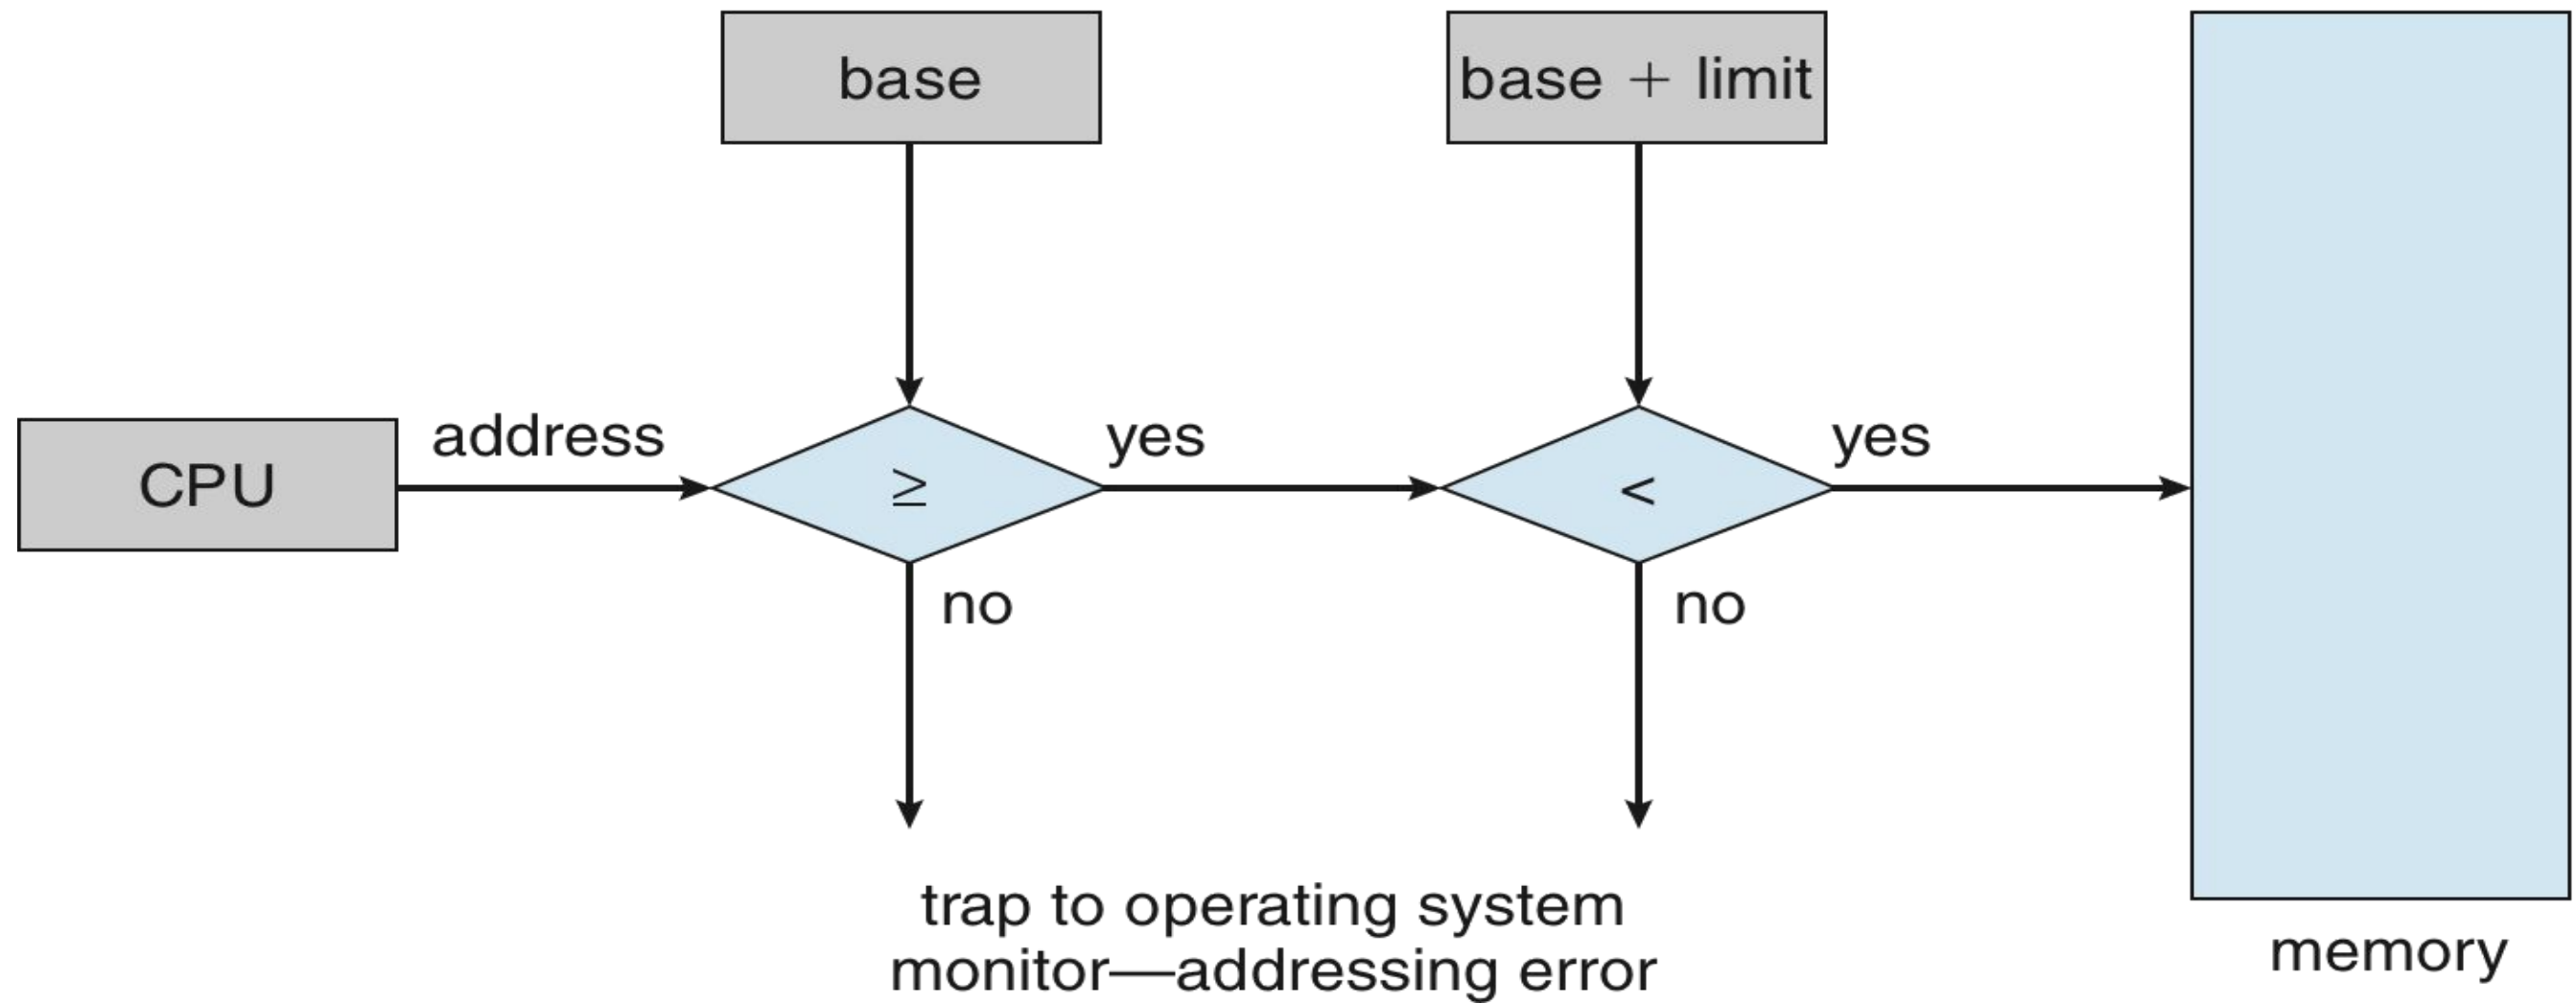 base
base + limit
CPU
address
≥
yes
<
yes
no
no
trap to operating system
monitor—addressing error
memory